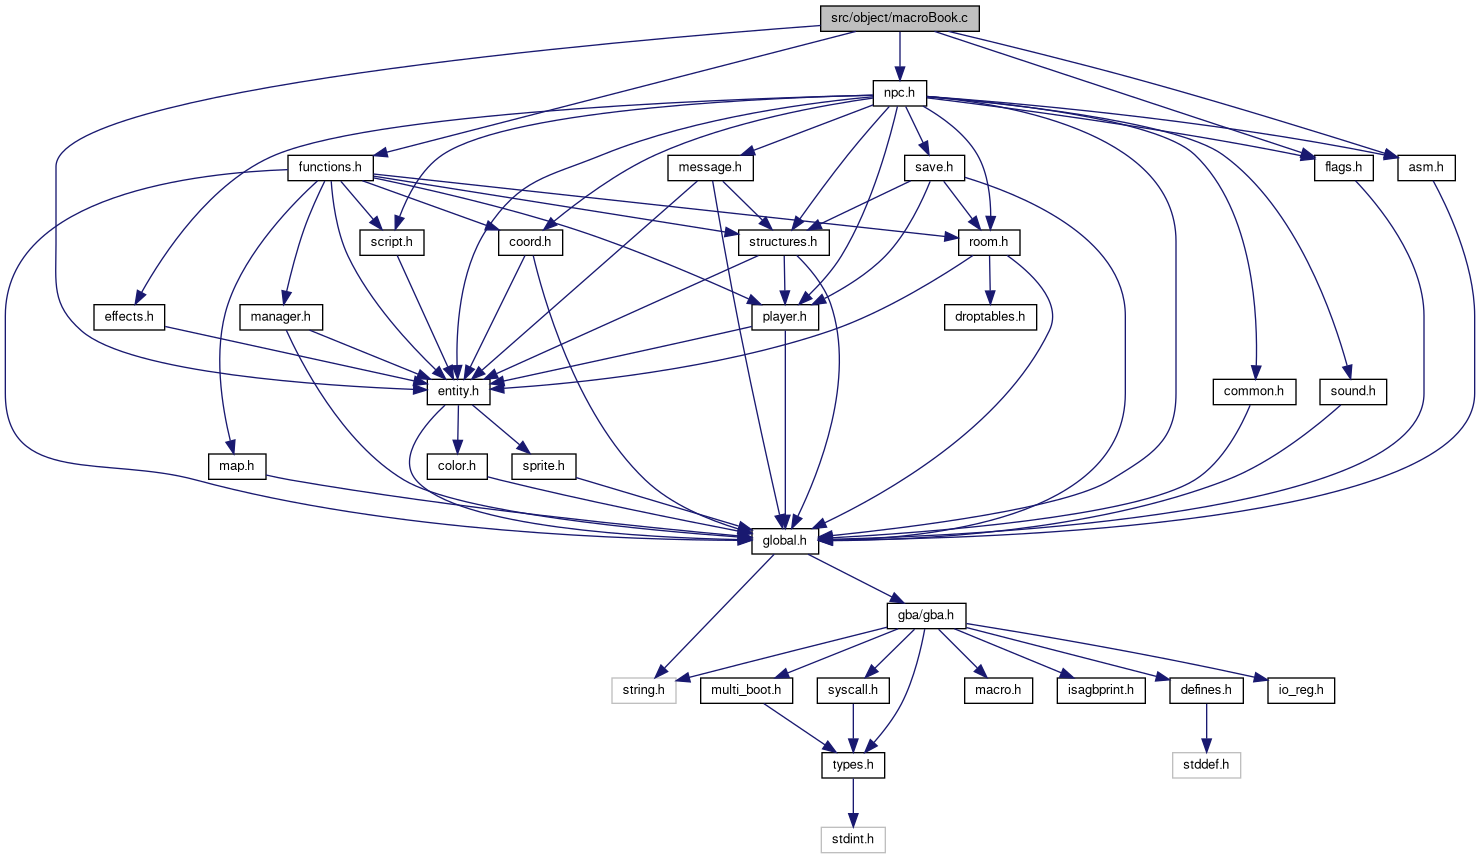 src/object/macroBook.c
npc.h
functions.h
message.h
save.h
flags.h
asm.h
script.h
coord.h
structures.h
room.h
effects.h
manager.h
player.h
droptables.h
entity.h
common.h
sound.h
map.h
color.h
sprite.h
global.h
gba/gba.h
string.h
multi_boot.h
syscall.h
macro.h
isagbprint.h
defines.h
io_reg.h
types.h
stddef.h
stdint.h